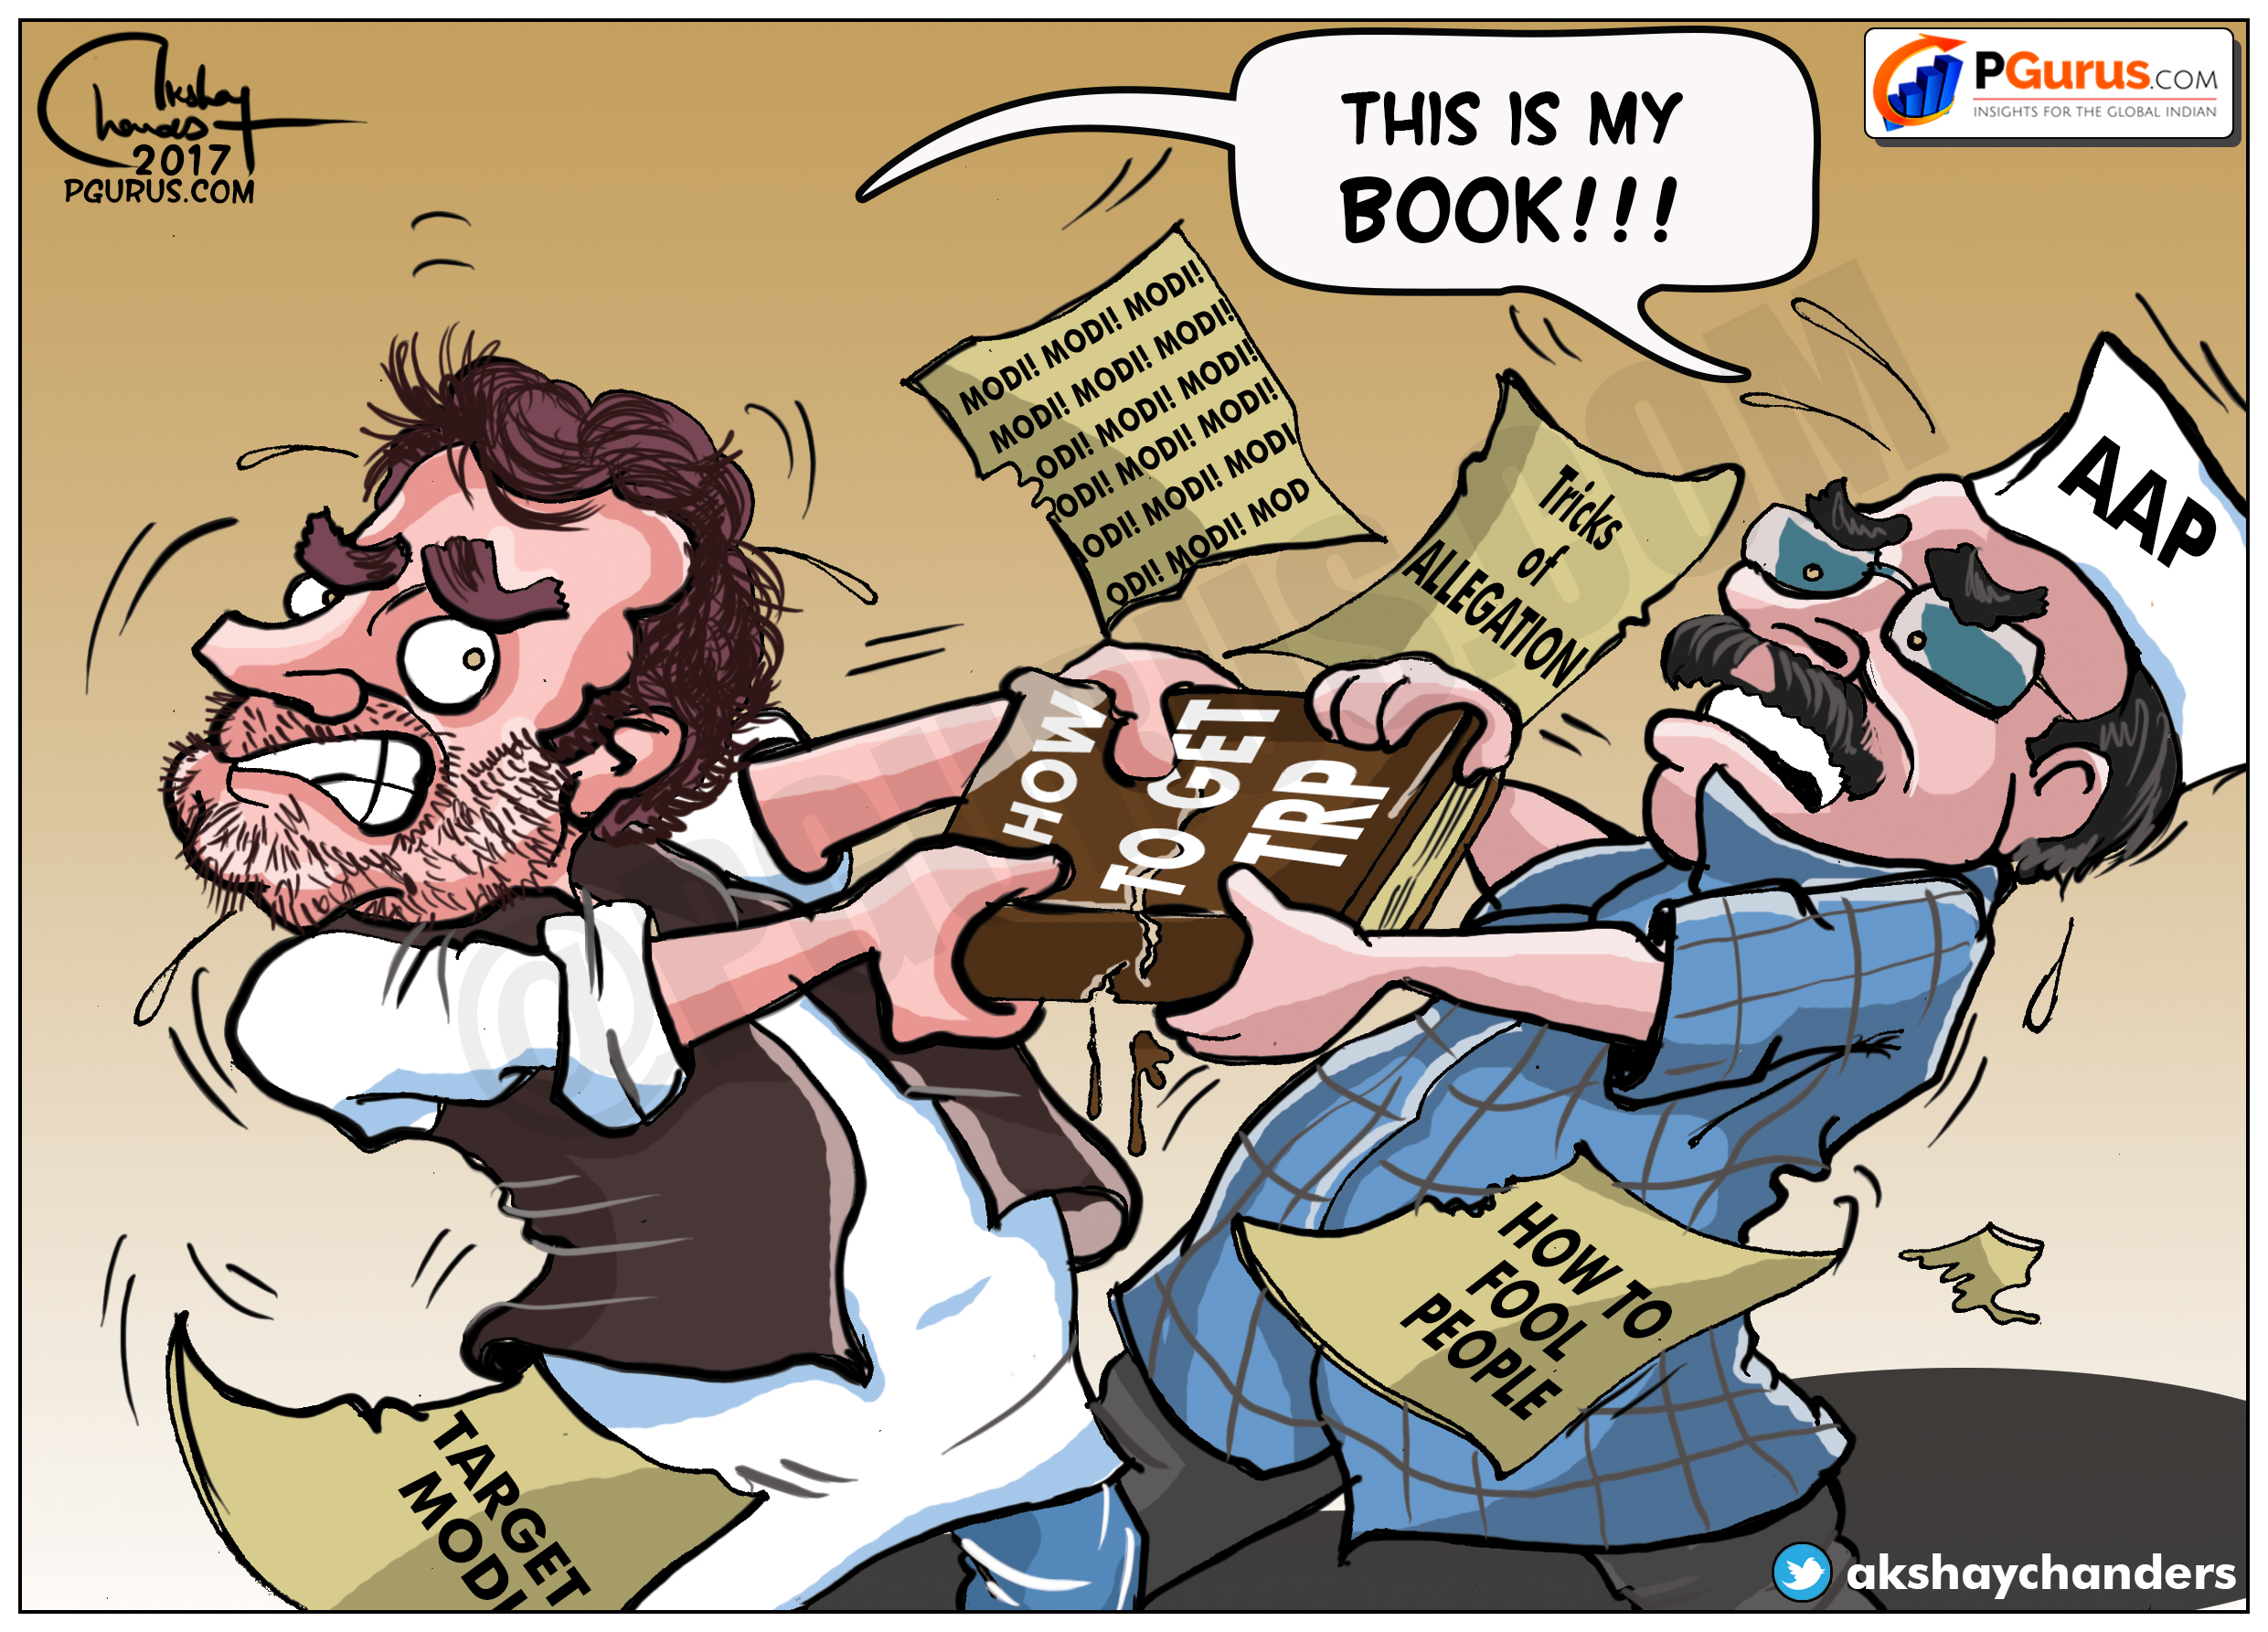 Akshay
Chanders
2017
PGURUS.COM
THIS IS MY
BOOK!!!
PGurus.COM
INSIGHTS FOR THE GLOBAL INDIAN
MODI! MODI! MODI!
MODI! MODI! MODI!
ODI! MODI! MODI!
ODI! MODI! MODI!
ODI! MODI! MODI
ODI! MODI! MOD
Tricks
of
ALLEGATION
AAP
HOW
TO GET
TRP
HOW TO
FOOL
PEOPLE
TARGET
MODI
@PGURUS.COM
akshaychanders